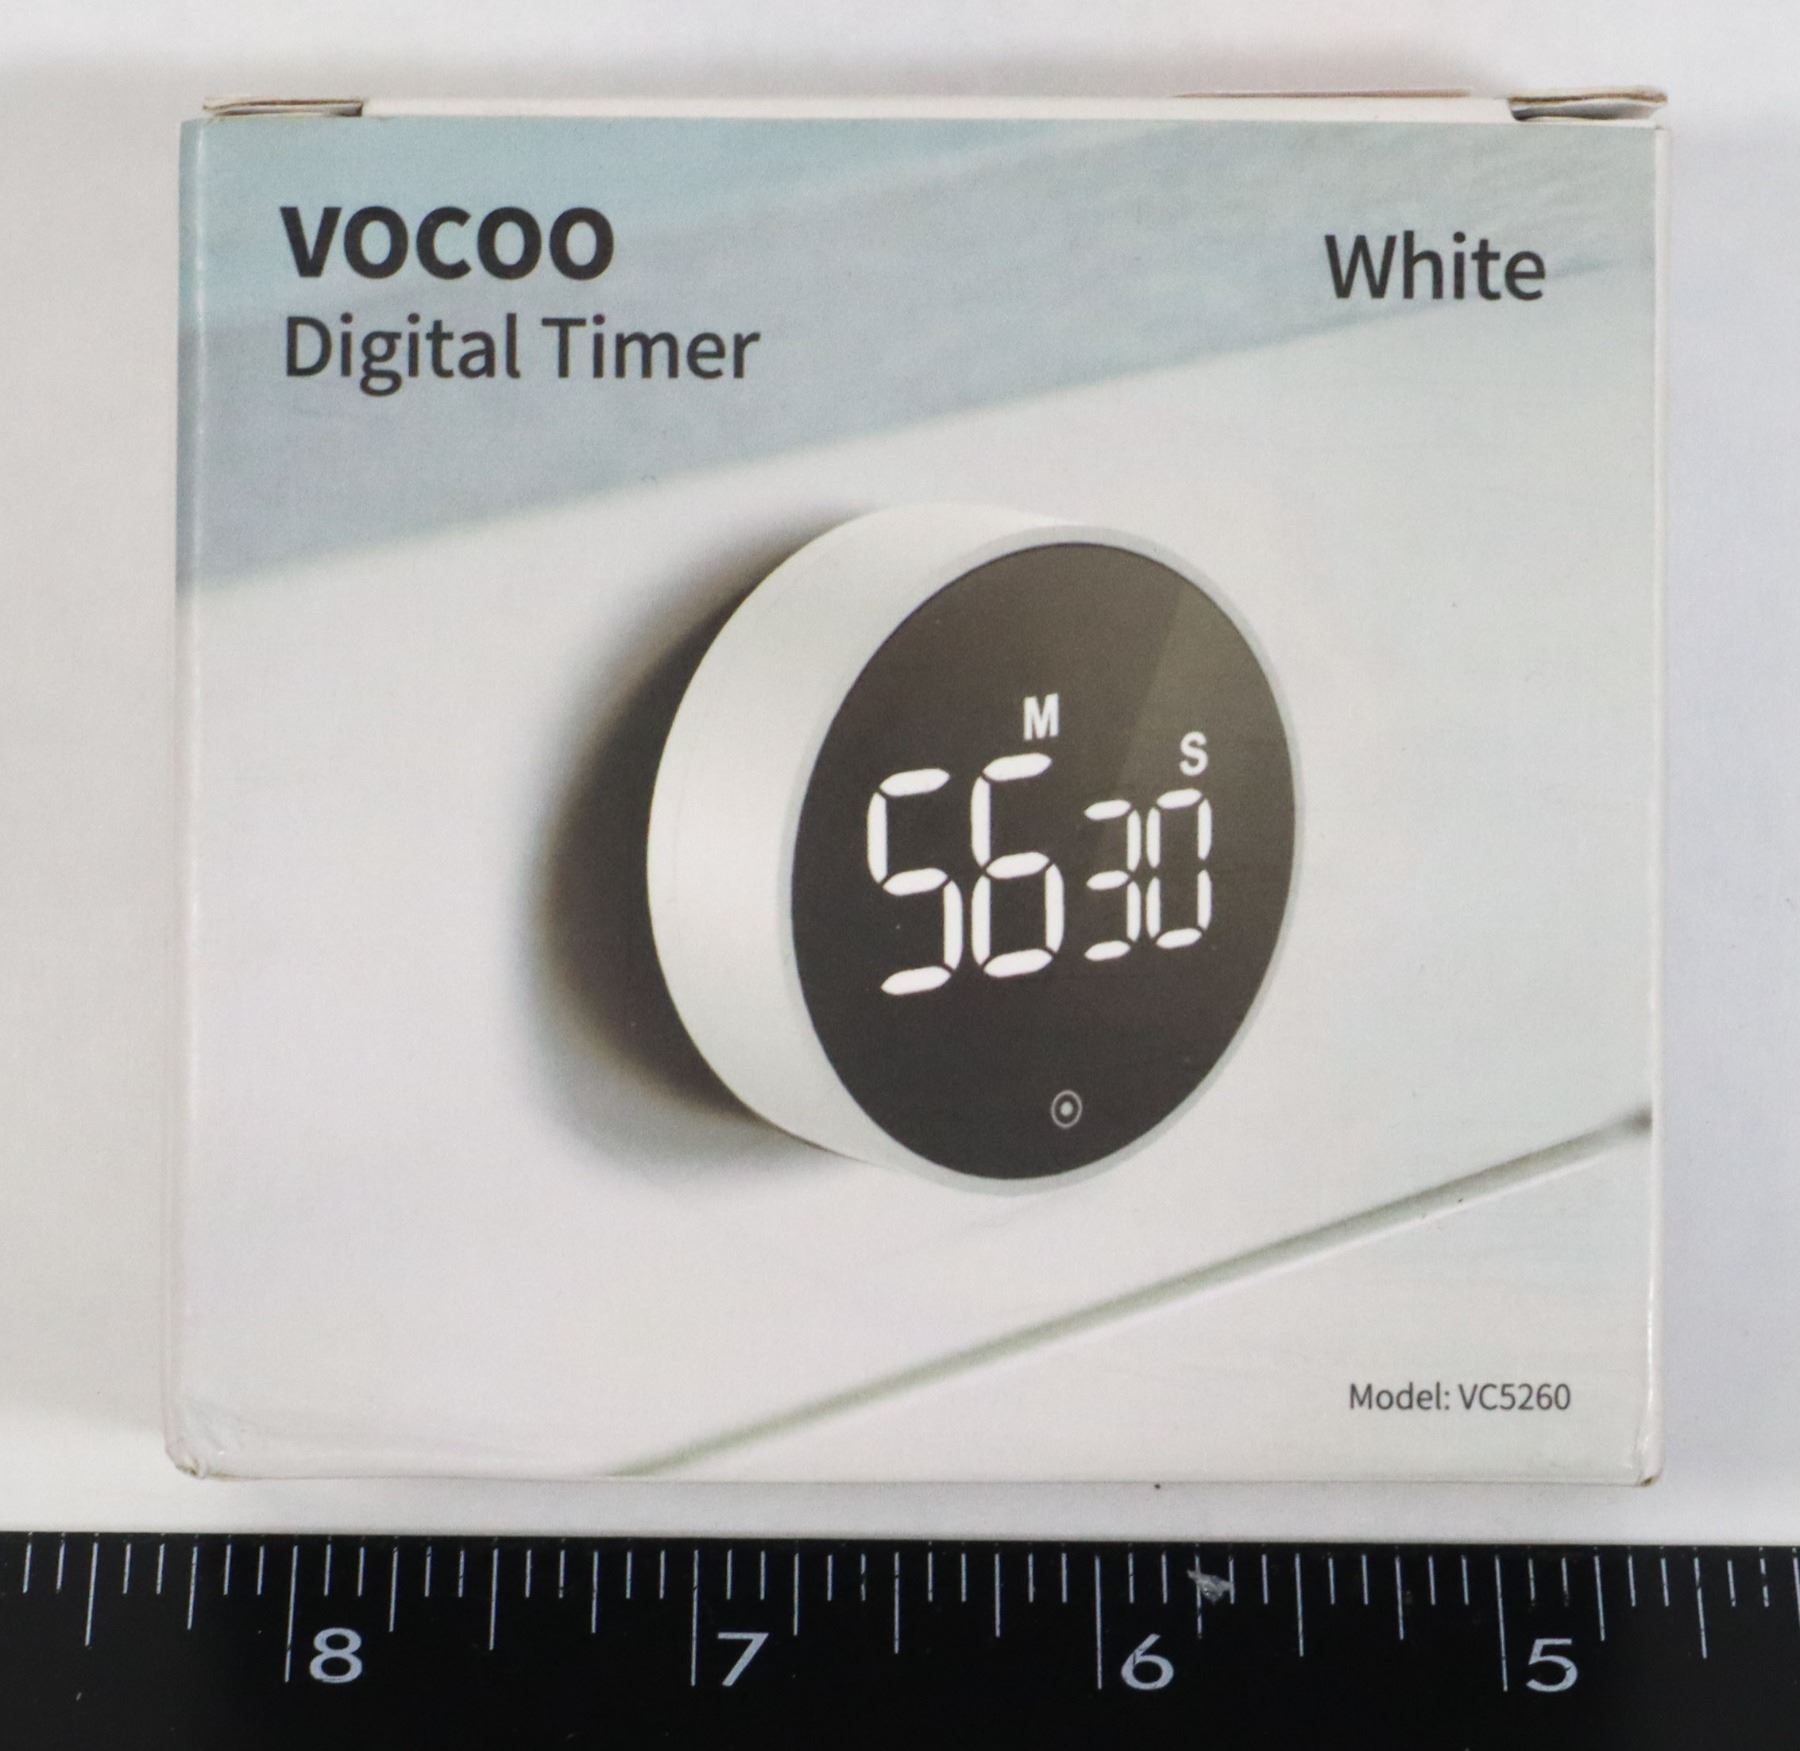 VOCOO
Digital Timer
White
M
S
56 30
Model: VC5260
8 7 6 5